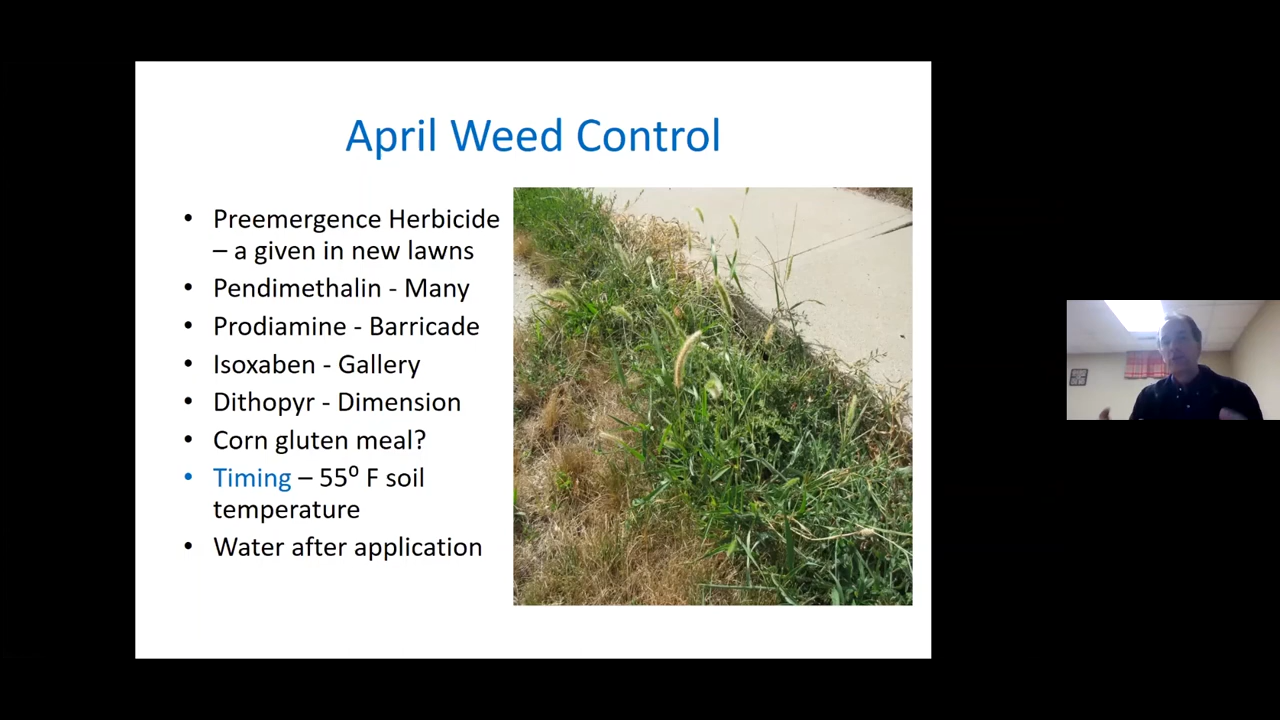 April Weed Control
• Preemergence Herbicide
– a given in new lawns
• Pendimethalin - Many
• Prodiamine - Barricade
• Isoxaben - Gallery
• Dithopyr - Dimension
• Corn gluten meal?
• Timing – 55⁰ F soil
temperature
• Water after application